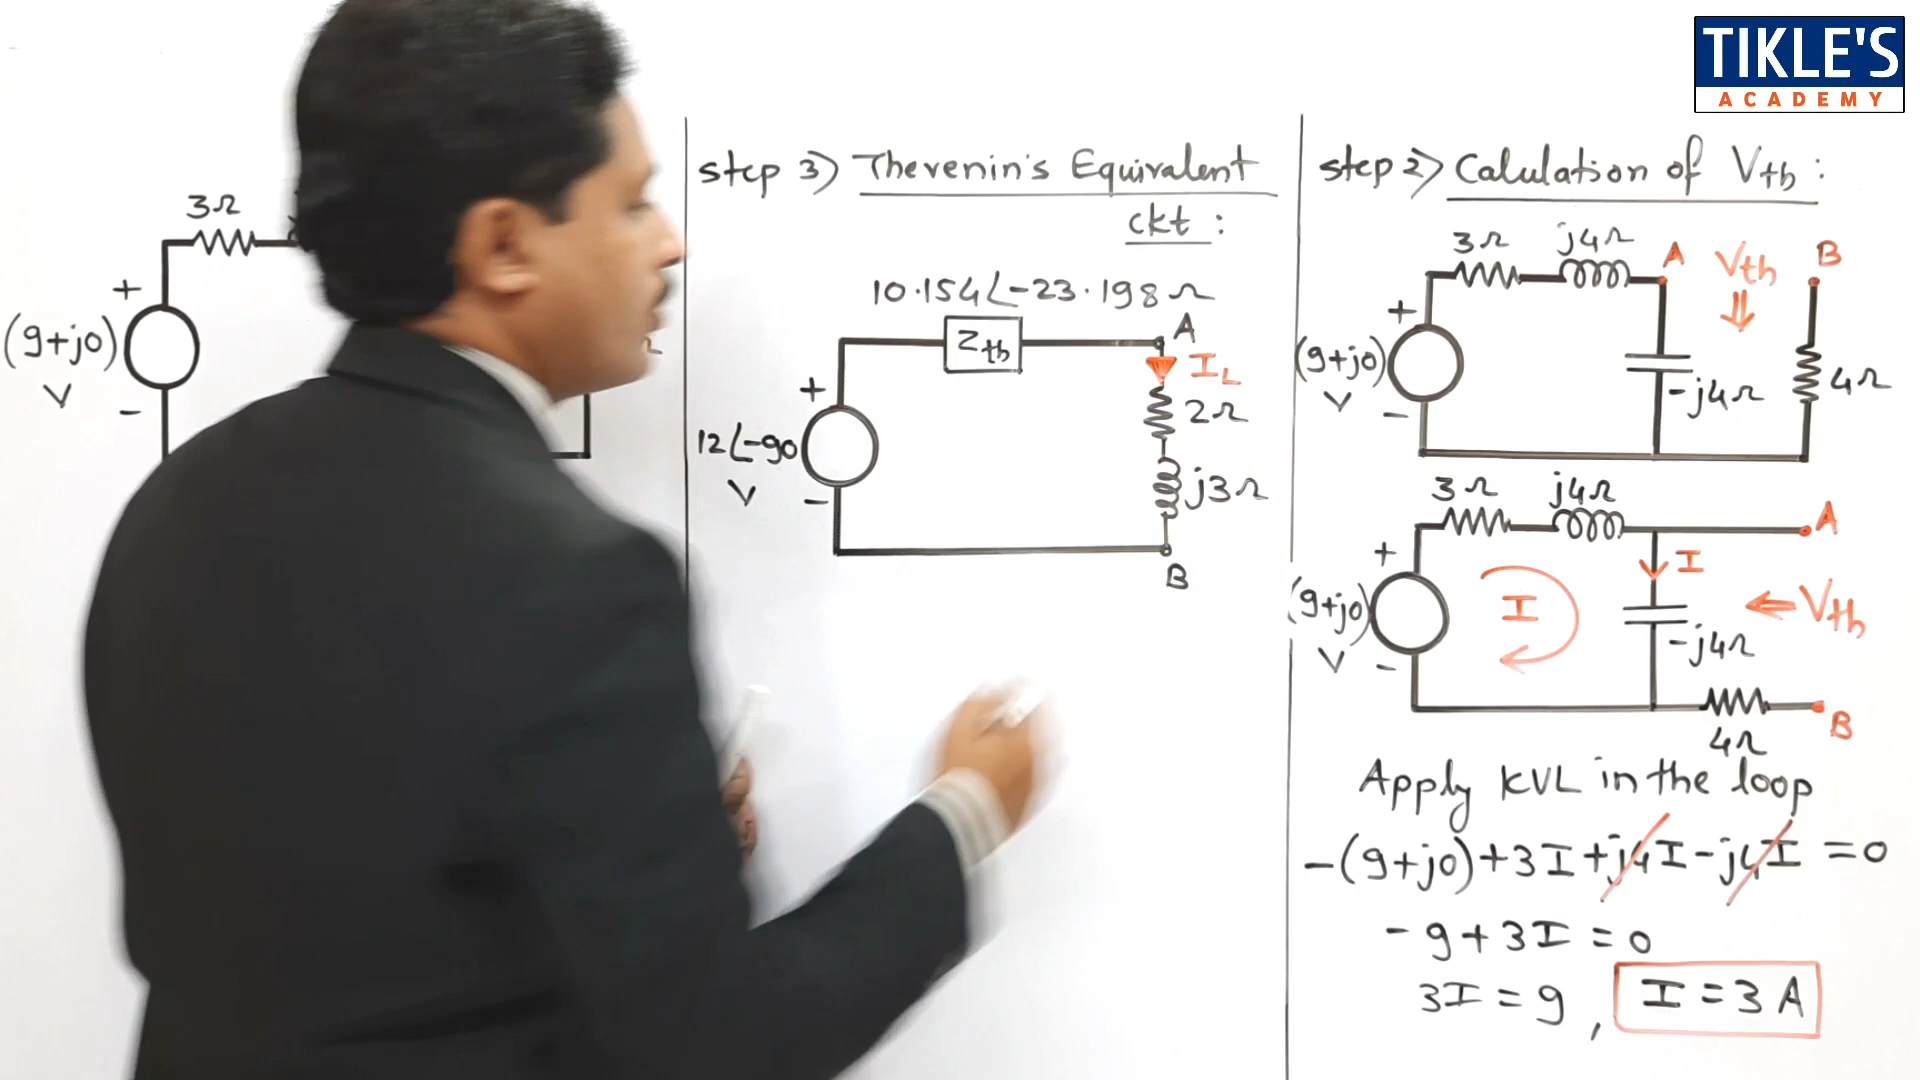 TIKLE'S
ACADEMY
3Ω
+
(9+j0)
V
-
step 3) Thevenin's Equivalent
ckt :
10.154∠-23.198Ω
Zth
A
IL
+
2Ω
12∠-90
V
-
j3Ω
B
step 2) Calulation of Vth :
3Ω j4Ω A Vth B
⇓
+
(9+j0)
V
-
-j4Ω
4Ω
3Ω j4Ω
A
+
I
(9+j0)
V
-
I
⇐ Vth
-j4Ω
B
4Ω
Apply KVL in the loop
-(9+j0)+3I+j4I-j4I =0
-9+3I = 0
3I = 9 , I = 3 A